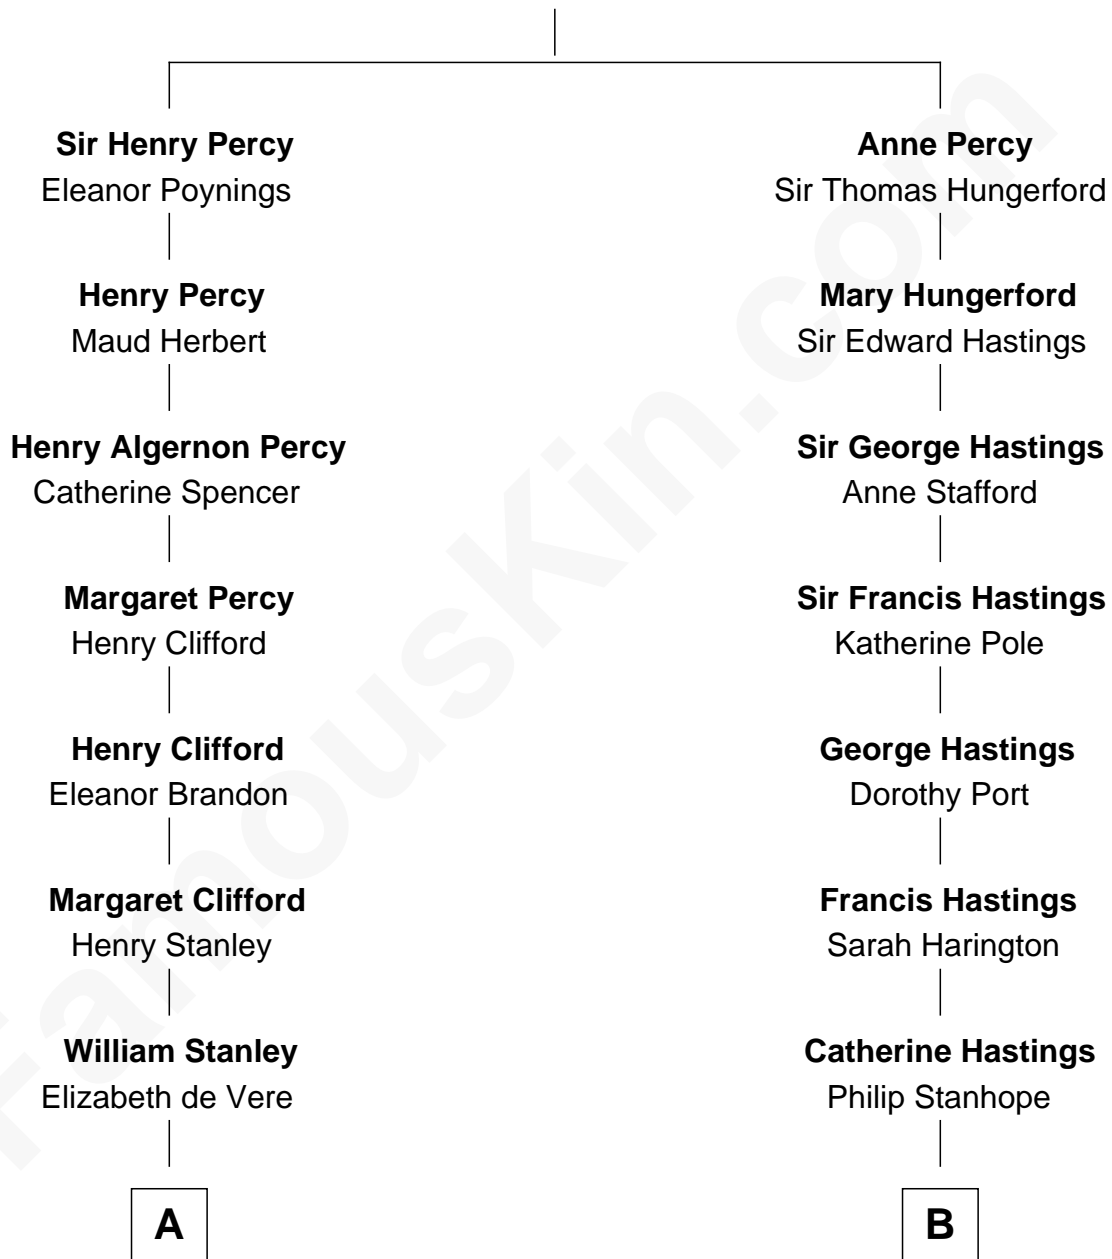 Sir Henry Percy
Eleanor Poynings
Henry Percy
Maud Herbert
Henry Algernon Percy
Catherine Spencer
Margaret Percy
Henry Clifford
Henry Clifford
Eleanor Brandon
Margaret Clifford
Henry Stanley
William Stanley
Elizabeth de Vere
A
Anne Percy
Sir Thomas Hungerford
Mary Hungerford
Sir Edward Hastings
Sir George Hastings
Anne Stafford
Sir Francis Hastings
Katherine Pole
George Hastings
Dorothy Port
Francis Hastings
Sarah Harington
Catherine Hastings
Philip Stanhope
B
FamousKin.com